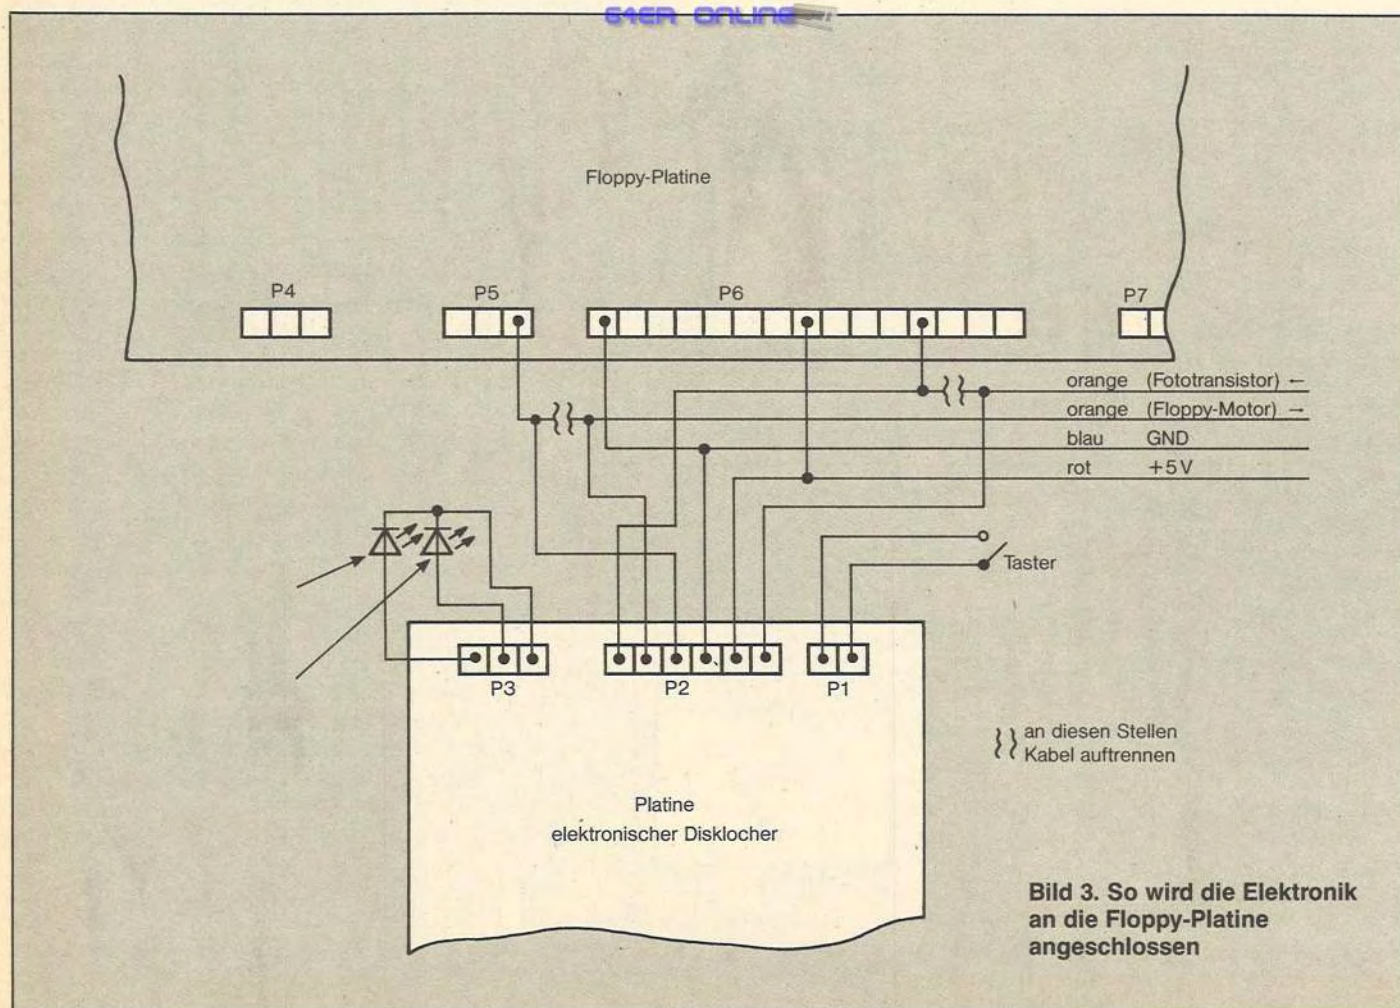 64ER ONLINE
Floppy-Platine
P4
P5
P6
P7
orange (Fototransistor) ←
orange (Floppy-Motor) →
blau GND
rot +5V
Taster
P3
P2
P1
an diesen Stellen
Kabel auftrennen
Platine
elektronischer Disklocher
Bild 3. So wird die Elektronik
an die Floppy-Platine
angeschlossen